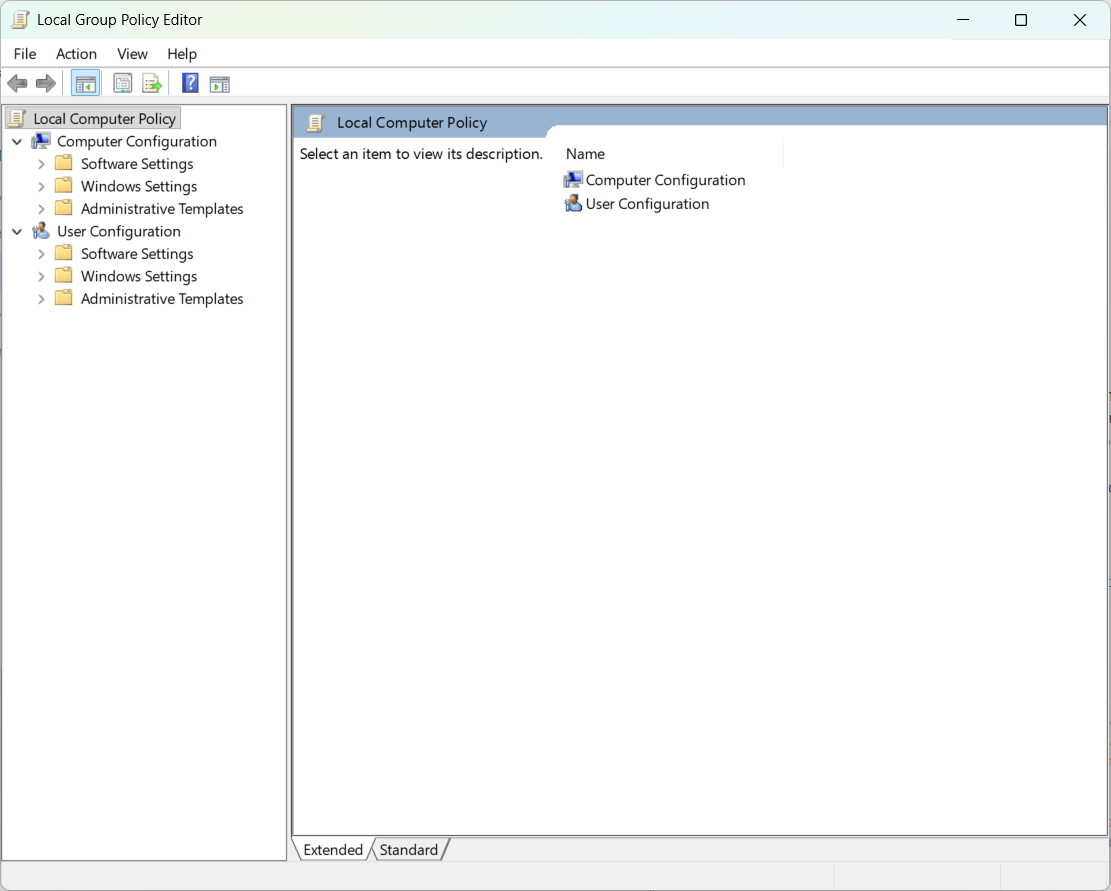 Local Group Policy Editor
File Action View Help
Local Computer Policy
Computer Configuration
Software Settings
Windows Settings
Administrative Templates
User Configuration
Software Settings
Windows Settings
Administrative Templates
Local Computer Policy
Select an item to view its description.
Name
Computer Configuration
User Configuration
Extended Standard